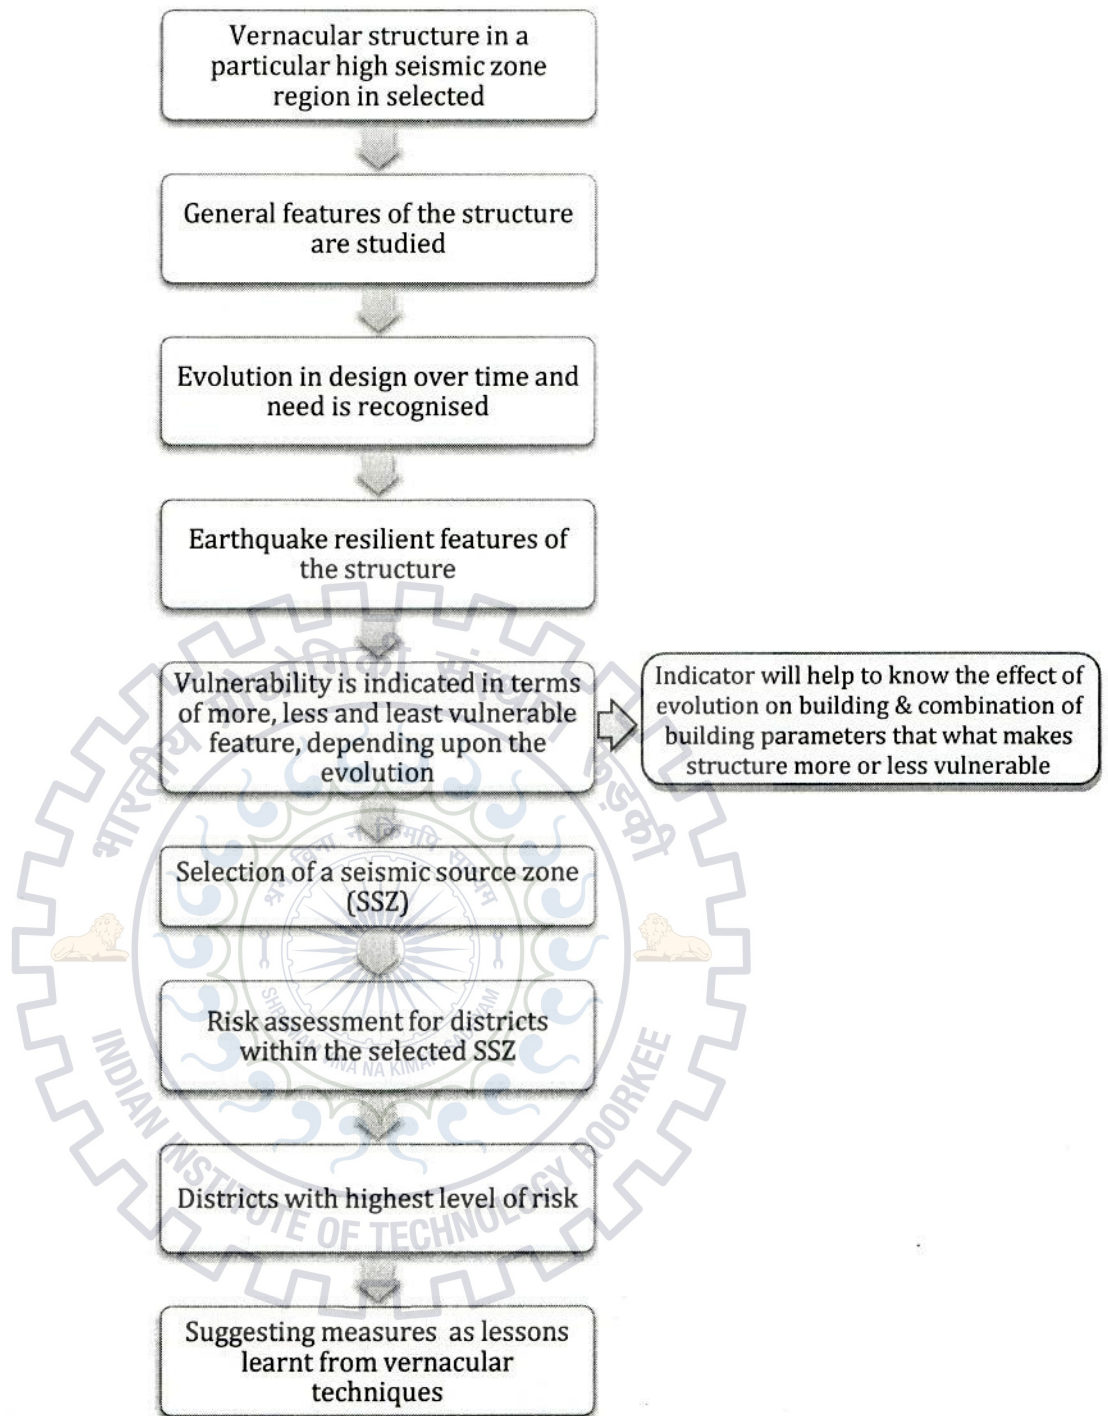 Vernacular structure in a
particular high seismic zone
region in selected
General features of the structure
are studied
Evolution in design over time and
need is recognised
Earthquake resilient features of
the structure
Vulnerability is indicated in terms
of more, less and least vulnerable
feature, depending upon the
evolution
Indicator will help to know the effect of
evolution on building & combination of
building parameters that what makes
structure more or less vulnerable
Selection of a seismic source zone
(SSZ)
Risk assessment for districts
within the selected SSZ
Districts with highest level of risk
Suggesting measures as lessons
learnt from vernacular
techniques
INDIAN INSTITUTE OF TECHNOLOGY ROORKEE